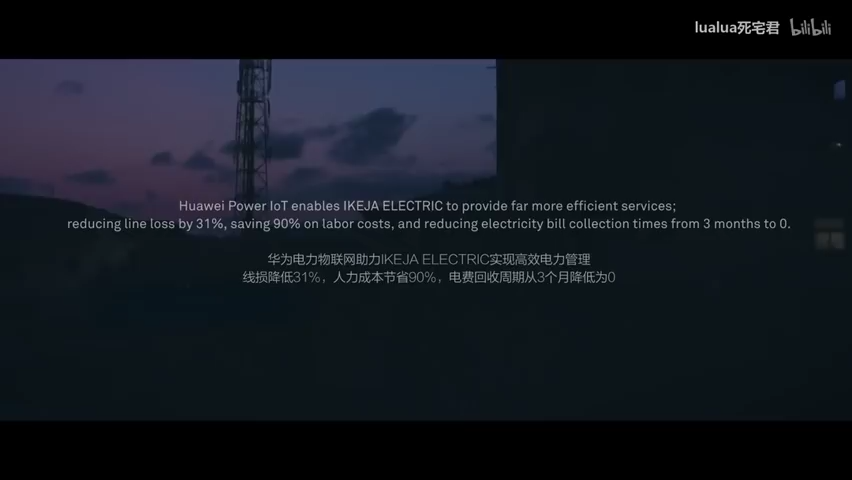 lualua死宅君 bilibili
Huawei Power IoT enables IKEJA ELECTRIC to provide far more efficient services;
reducing line loss by 31%, saving 90% on labor costs, and reducing electricity bill collection times from 3 months to 0.
华为电力物联网助力IKEJA ELECTRIC实现高效电力管理
线损降低31%，人力成本节省90%，电费回收周期从3个月降低为0